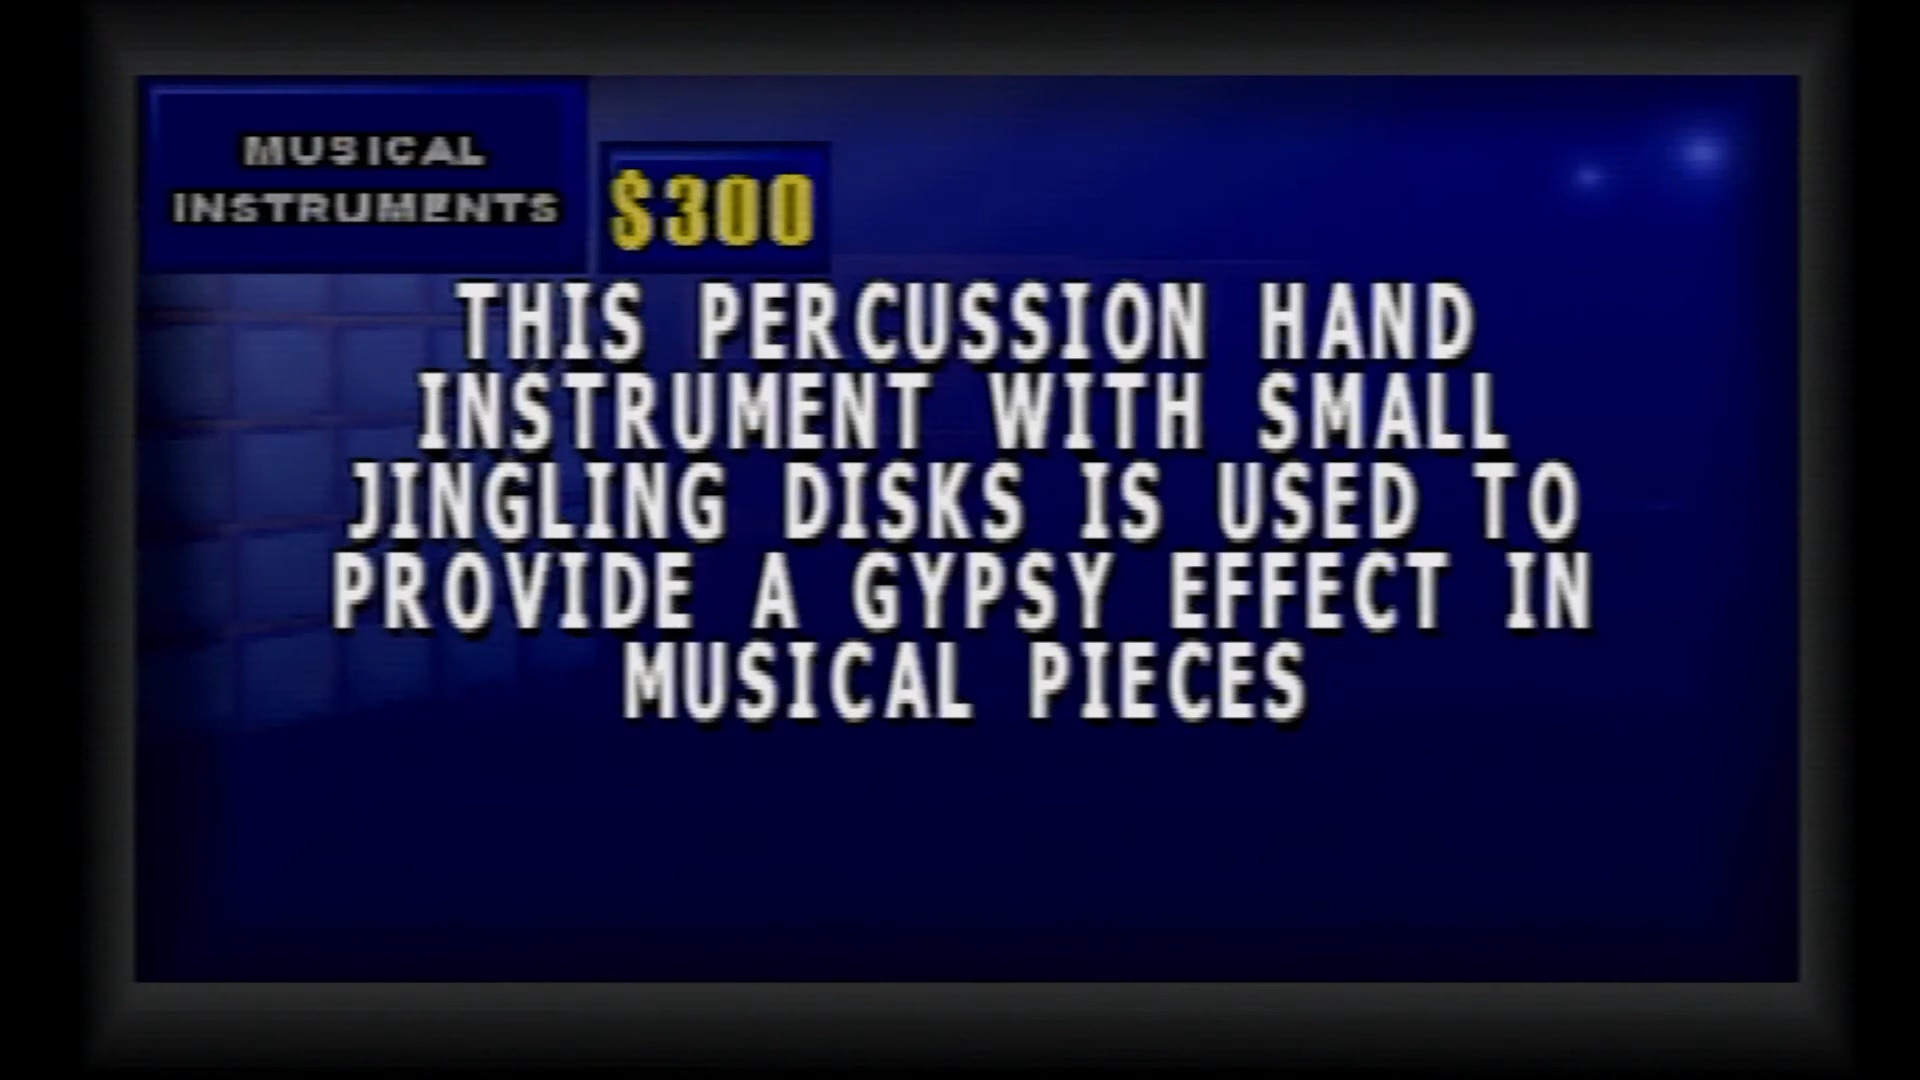 MUSICAL
INSTRUMENTS
$300
THIS PERCUSSION HAND
INSTRUMENT WITH SMALL
JINGLING DISKS IS USED TO
PROVIDE A GYPSY EFFECT IN
MUSICAL PIECES